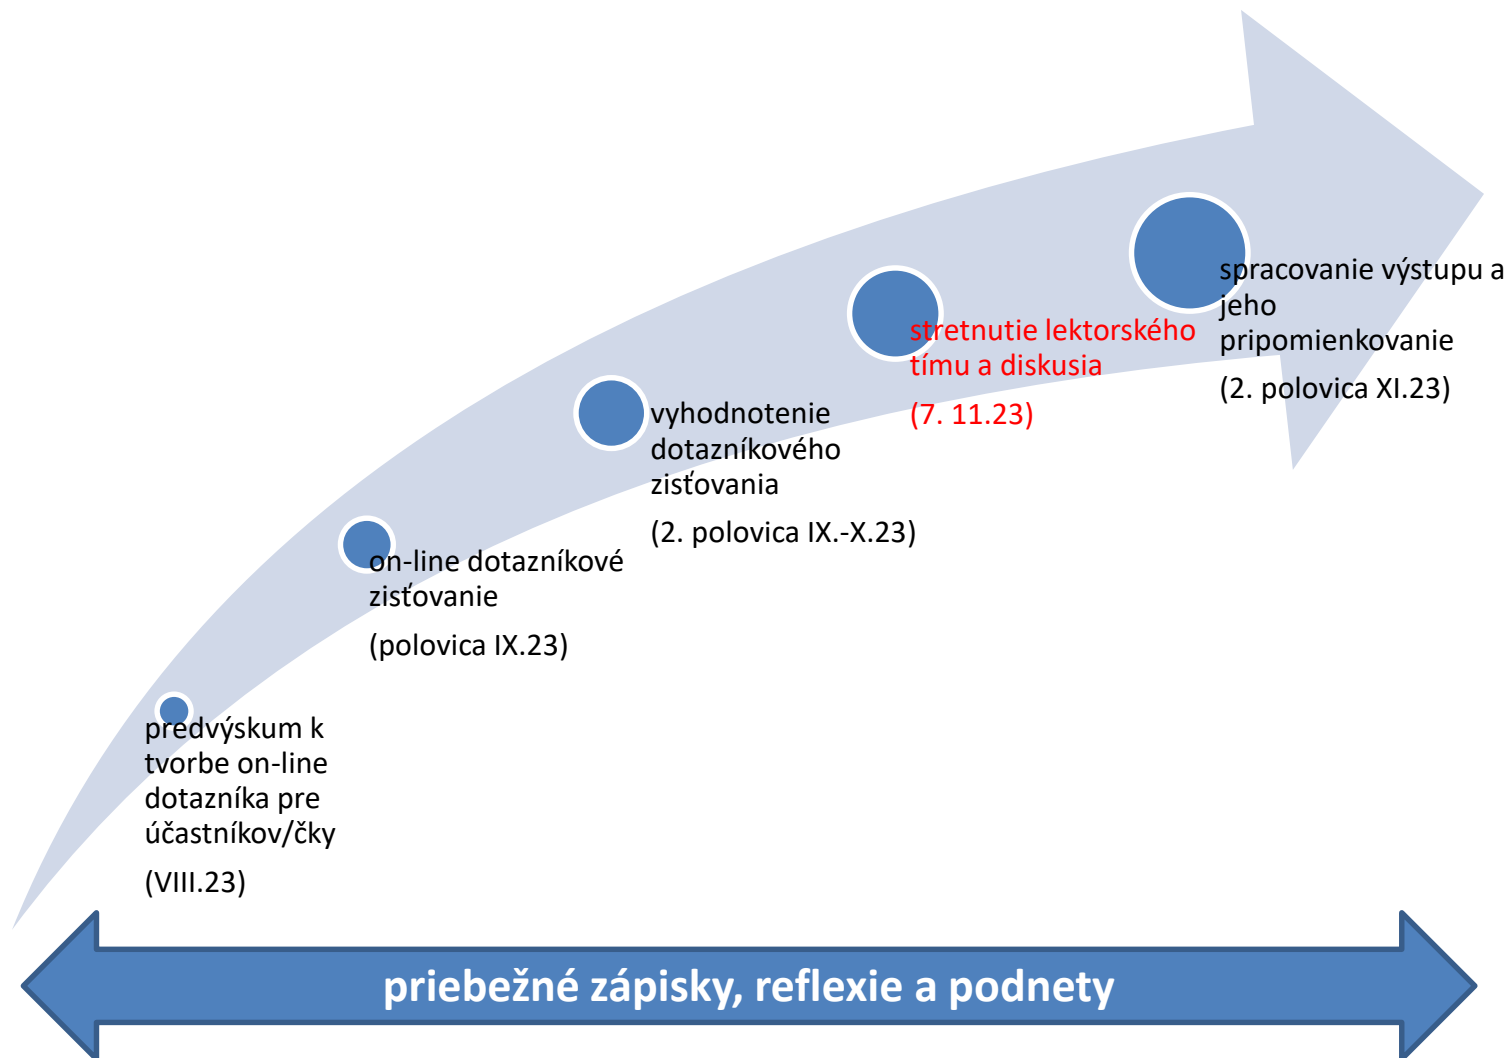 predvýskum k
tvorbe on-line
dotazníka pre
účastníkov/čky
(VIII.23)
on-line dotazníkové
zisťovanie
(polovica IX.23)
vyhodnotenie
dotazníkového
zisťovania
(2. polovica IX.-X.23)
stretnutie lektorského
tímu a diskusia
(7. 11.23)
spracovanie výstupu a
jeho
pripomienkovanie
(2. polovica XI.23)
priebežné zápisky, reflexie a podnety